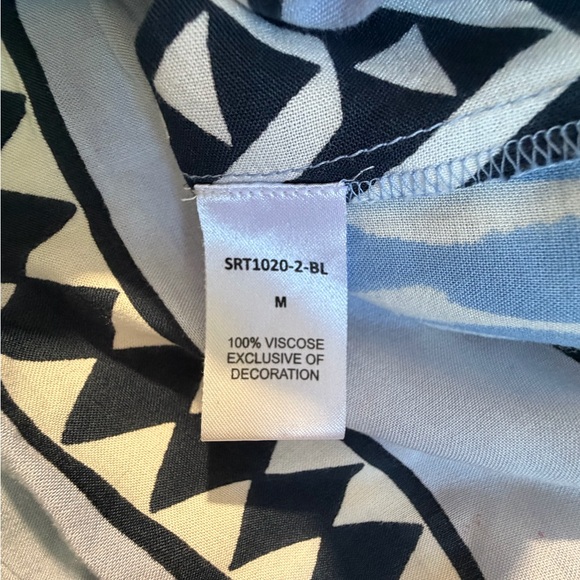 SRT1020-2-BL
M
100% VISCOSE
EXCLUSIVE OF
DECORATION